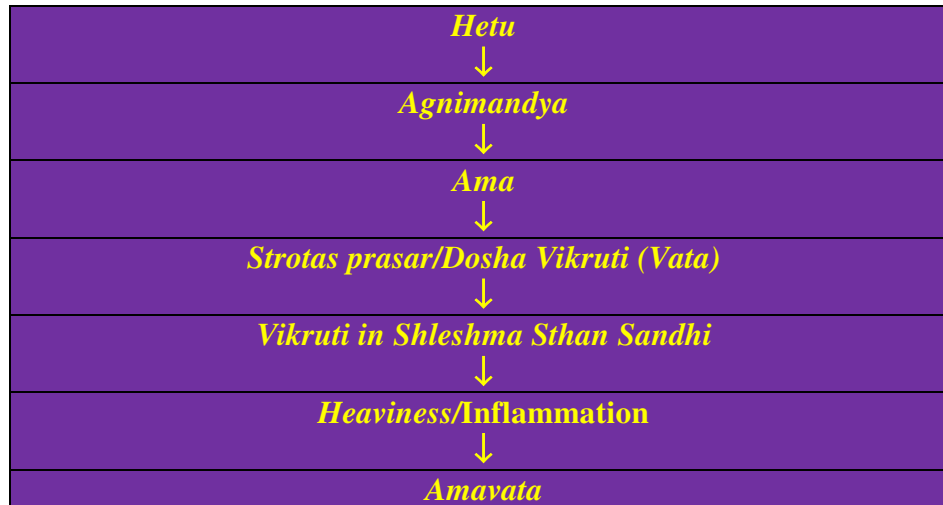 Hetu
↓
Agnimandya
↓
Ama
↓
Strotas prasar/Dosha Vikruti (Vata)
↓
Vikruti in Shleshma Sthan Sandhi
↓
Heaviness/Inflammation
↓
Amavata